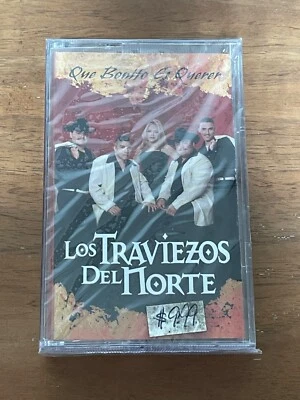 Que Bonito Es Querer
LOS TRAVIEZOS
DEL NORTE
$9.99